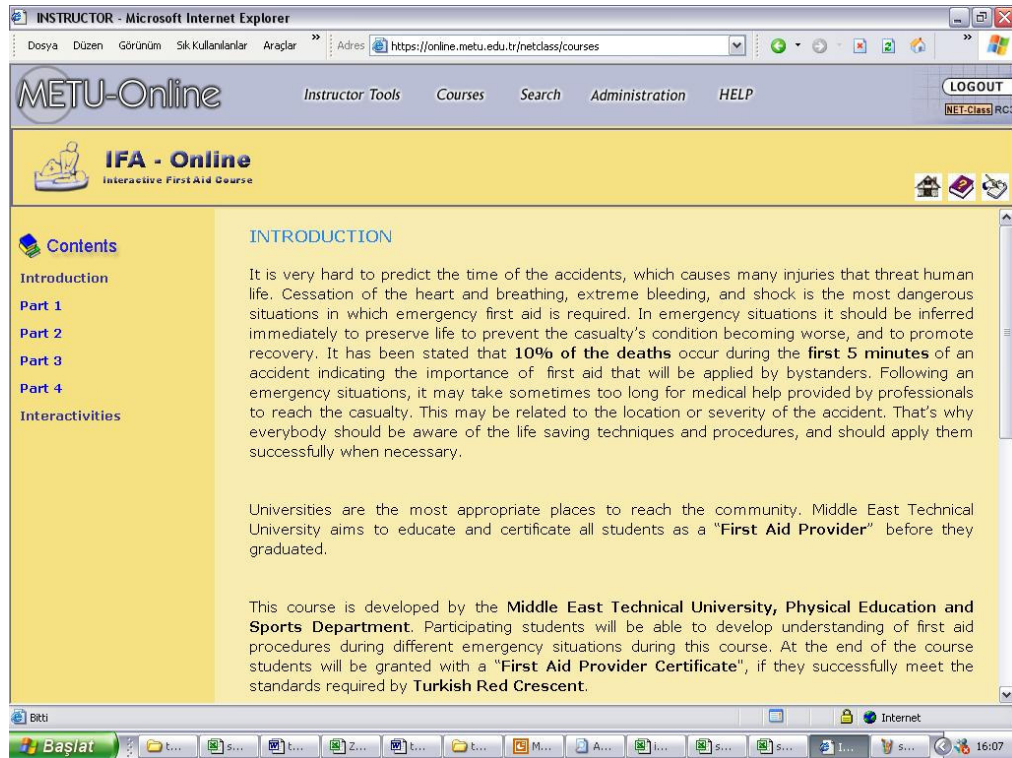 INSTRUCTOR - Microsoft Internet Explorer
Dosya Düzen Görünüm Sık Kullanılanlar Araçlar » Adres https://online.metu.edu.tr/netclass/courses »
METU-Online Instructor Tools Courses Search Administration HELP LOGOUT
NET-Class RC
IFA - Online
Interactive First Aid Course
Contents
Introduction
Part 1
Part 2
Part 3
Part 4
Interactivities
INTRODUCTION
It is very hard to predict the time of the accidents, which causes many injuries that threat human
life. Cessation of the heart and breathing, extreme bleeding, and shock is the most dangerous
situations in which emergency first aid is required. In emergency situations it should be inferred
immediately to preserve life to prevent the casualty's condition becoming worse, and to promote
recovery. It has been stated that 10% of the deaths occur during the first 5 minutes of an
accident indicating the importance of first aid that will be applied by bystanders. Following an
emergency situations, it may take sometimes too long for medical help provided by professionals
to reach the casualty. This may be related to the location or severity of the accident. That's why
everybody should be aware of the life saving techniques and procedures, and should apply them
successfully when necessary.
Universities are the most appropriate places to reach the community. Middle East Technical
University aims to educate and certificate all students as a "First Aid Provider" before they
graduated.
This course is developed by the Middle East Technical University, Physical Education and
Sports Department. Participating students will be able to develop understanding of first aid
procedures during different emergency situations during this course. At the end of the course
students will be granted with a "First Aid Provider Certificate", if they successfully meet the
standards required by Turkish Red Crescent.
Bitti Internet
Başlat t... s... t... Z... t... t... M... A... i... s... s... I... s... 16:07